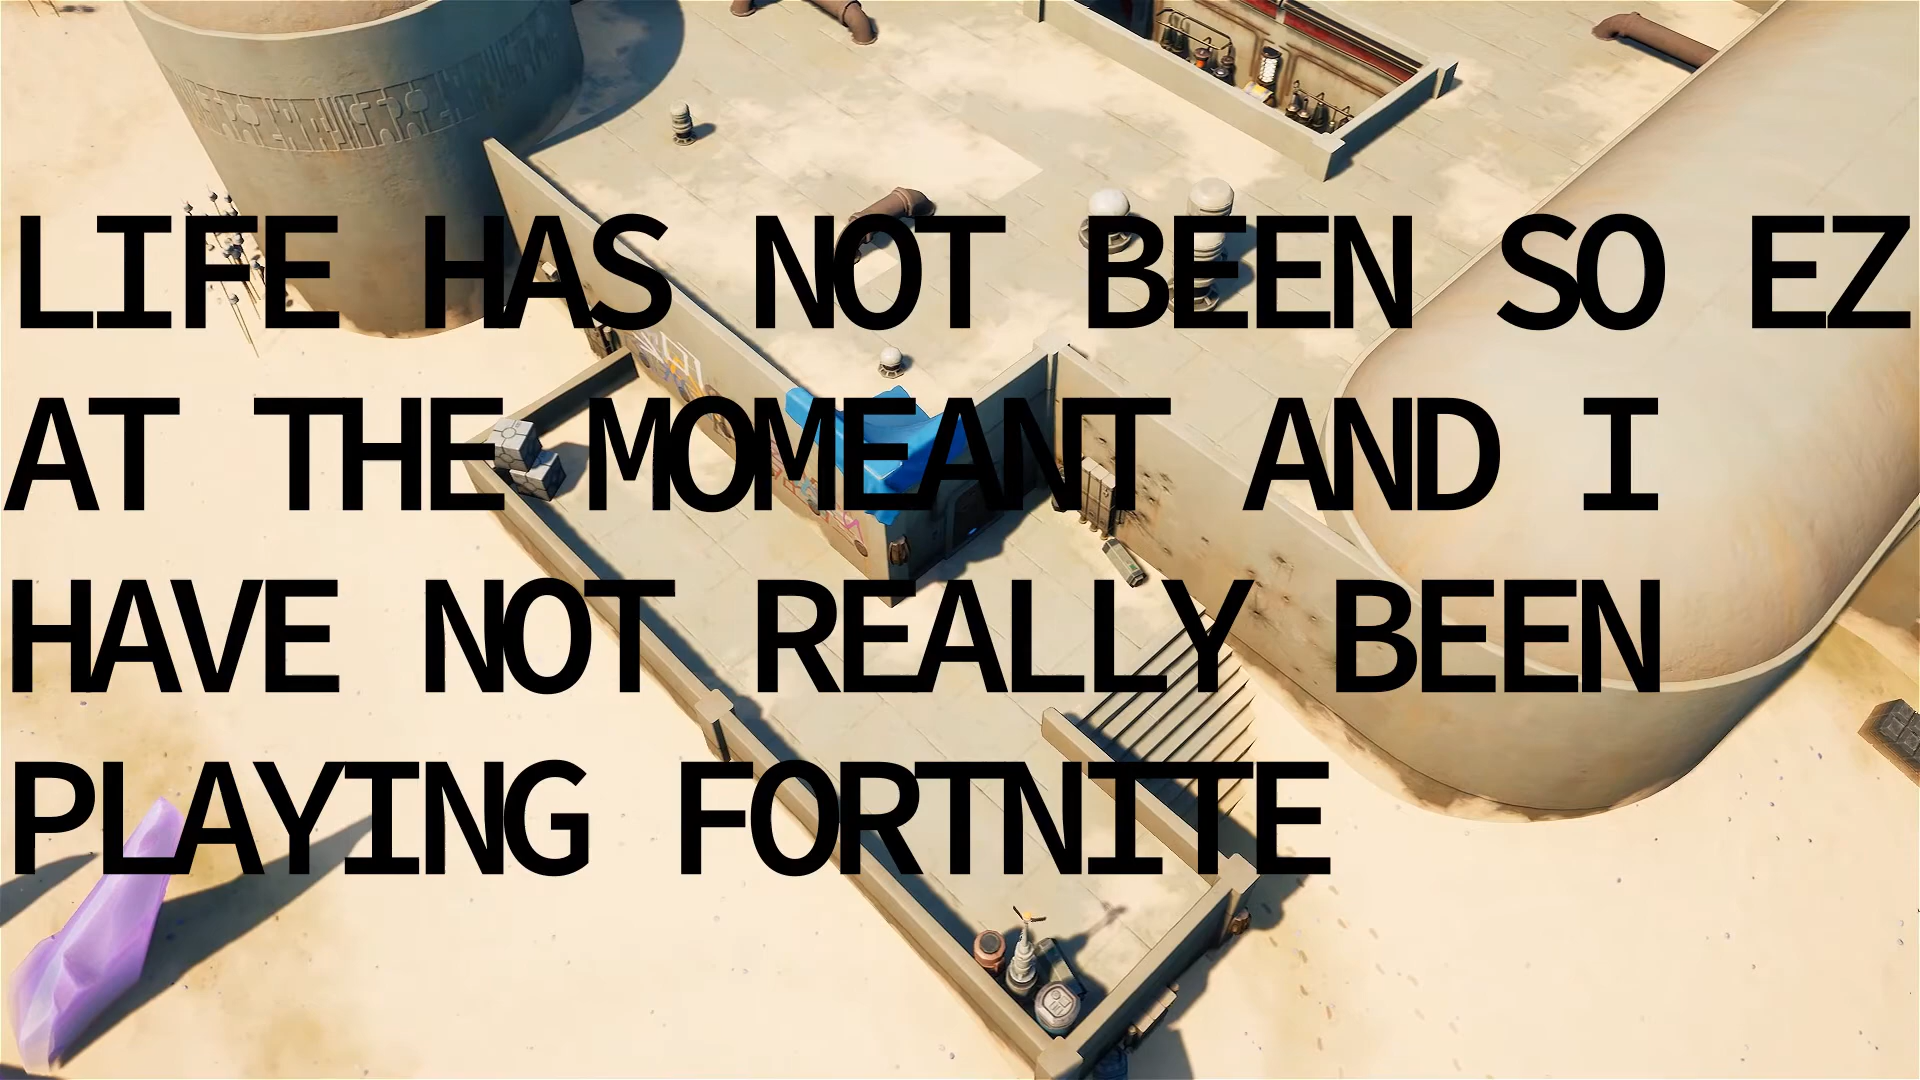 LIFE HAS NOT BEEN SO EZ
AT THE MOMEANT AND I
HAVE NOT REALLY BEEN
PLAYING FORTNITE